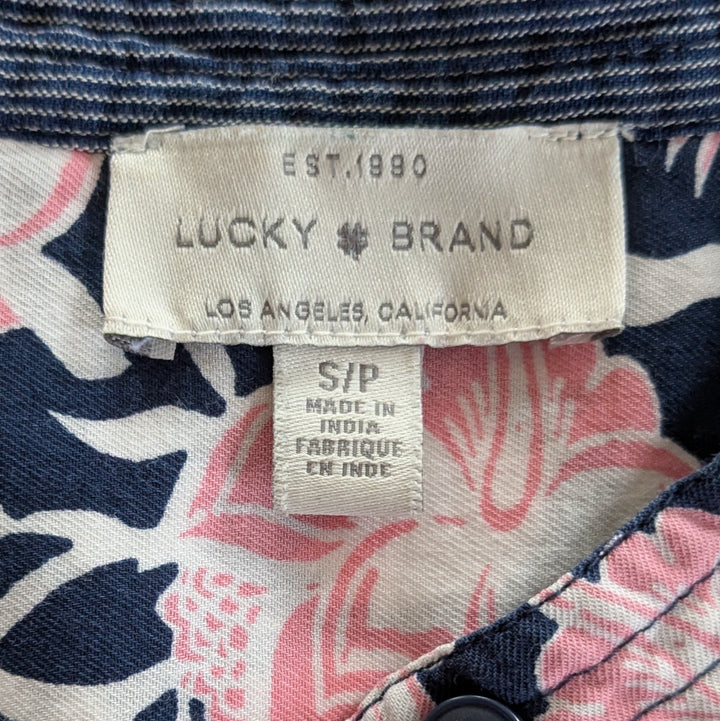 EST.1990
LUCKY BRAND
LOS ANGELES, CALIFORNIA
S/P
MADE IN
INDIA
FABRIQUE
EN INDE